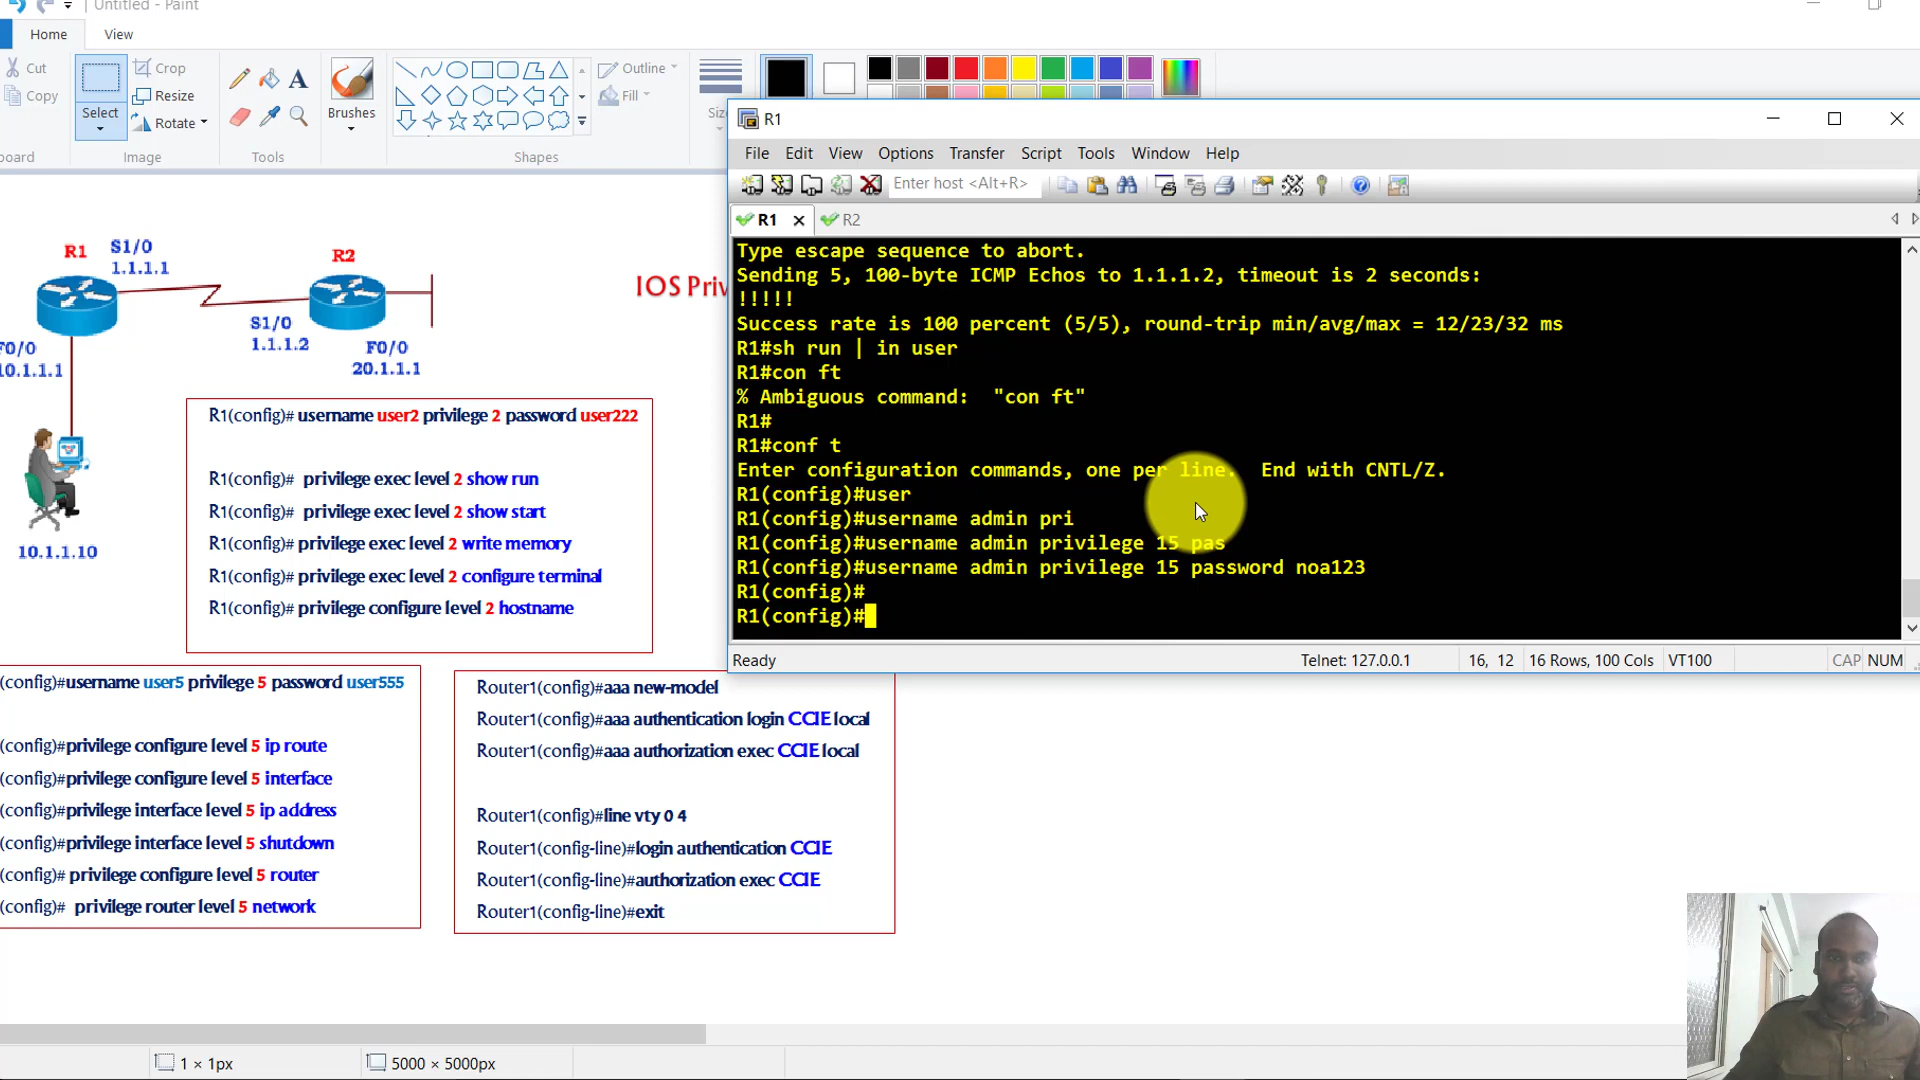 Untitled - Paint
Home
View
Cut
Copy
Select
Crop
Resize
Rotate
Brushes
Outline
Fill
Image
Tools
Shapes
R1
File Edit View Options Transfer Script Tools Window Help
Enter host <Alt+R>
R1
R2
Type escape sequence to abort.
Sending 5, 100-byte ICMP Echos to 1.1.1.2, timeout is 2 seconds:
!!!!!
Success rate is 100 percent (5/5), round-trip min/avg/max = 12/23/32 ms
R1#sh run | in user
R1#con ft
% Ambiguous command:  "con ft"
R1#
R1#conf t
Enter configuration commands, one per line.  End with CNTL/Z.
R1(config)#user
R1(config)#username admin pri
R1(config)#username admin privilege 15 pas
R1(config)#username admin privilege 15 password noa123
R1(config)#
R1(config)#
Ready
Telnet: 127.0.0.1
16, 12
16 Rows, 100 Cols
VT100
CAP
NUM
R1
S1/0
1.1.1.1
R2
S1/0
1.1.1.2
F0/0
10.1.1.1
F0/0
20.1.1.1
10.1.1.10
IOS
R1(config)# username user2 privilege 2 password user222
R1(config)# privilege exec level 2 show run
R1(config)# privilege exec level 2 show start
R1(config)# privilege exec level 2 write memory
R1(config)# privilege exec level 2 configure terminal
R1(config)# privilege configure level 2 hostname
(config)#username user5 privilege 5 password user555
(config)#privilege configure level 5 ip route
(config)#privilege configure level 5 interface
(config)#privilege interface level 5 ip address
(config)#privilege interface level 5 shutdown
(config)# privilege configure level 5 router
(config)# privilege router level 5 network
Router1(config)#aaa new-model
Router1(config)#aaa authentication login CCIE local
Router1(config)#aaa authorization exec CCIE local
Router1(config)#line vty 0 4
Router1(config-line)#login authentication CCIE
Router1(config-line)#authorization exec CCIE
Router1(config-line)#exit
1 × 1px
5000 × 5000px